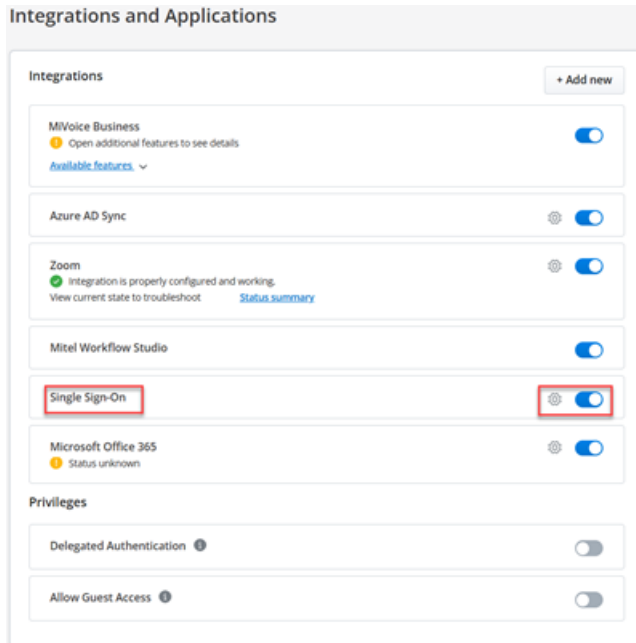 Integrations and Applications
Integrations
+ Add new
MiVoice Business
Open additional features to see details
Available features
Azure AD Sync
Zoom
Integration is properly configured and working.
View current state to troubleshoot Status summary
Mitel Workflow Studio
Single Sign-On
Microsoft Office 365
Status unknown
Privileges
Delegated Authentication
Allow Guest Access